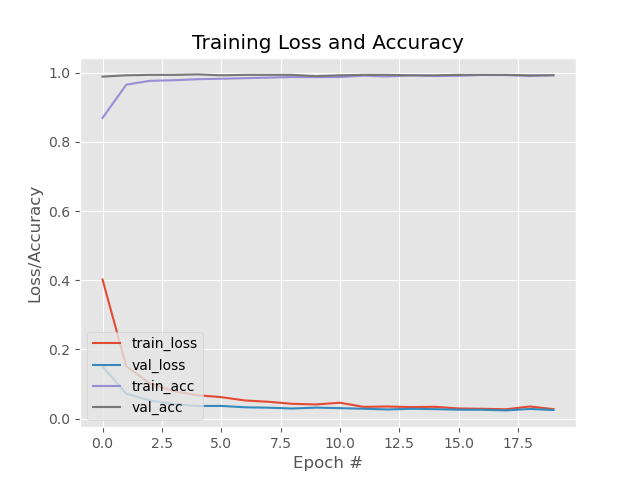 Training Loss and Accuracy
Loss/Accuracy
1.0
0.8
0.6
0.4
0.2
0.0
train_loss
val_loss
train_acc
val_acc
0.0 2.5 5.0 7.5 10.0 12.5 15.0 17.5
Epoch #